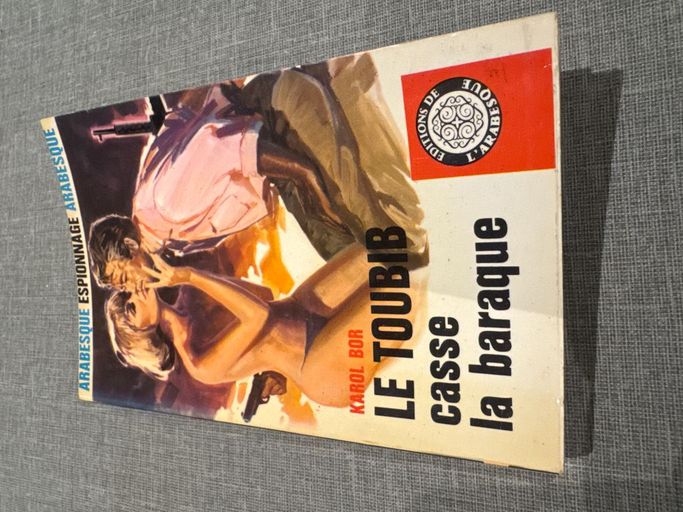 ARABESQUE ESPIONNAGE ARABESQUE
KAROL BOR
LE TOUBIB
casse
la baraque
EDITIONS DE
L'ARABESQUE